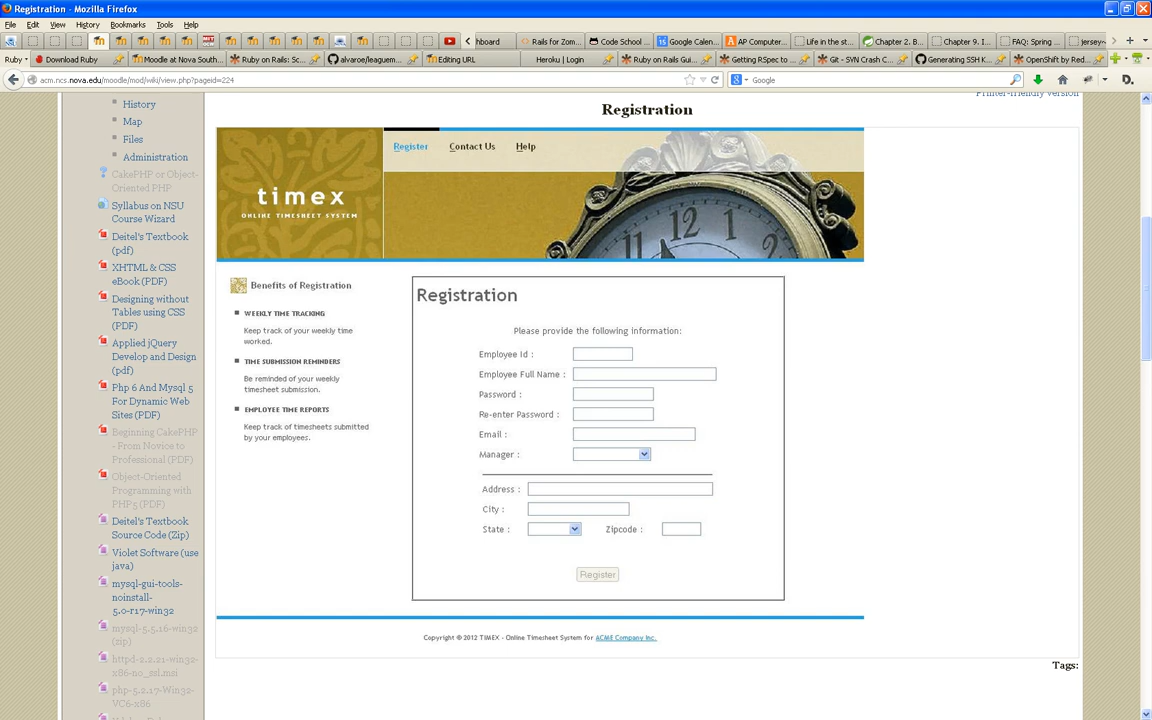 Registration - Mozilla Firefox
File Edit View History Bookmarks Tools Help
hboard Rails for Zom... Code School ... Google Calen... AP Computer... Life in the st... Chapter 2. B... Chapter 9. I... FAQ: Spring ... jersey-
Ruby Download Ruby Moodle at Nova South... Ruby on Rails: Sc... alvaroe/leaguem... Editing URL Heroku | Login Ruby on Rails Gui... Getting RSpec to ... Git - SVN Crash C... Generating SSH K... OpenShift by Red...
acm.ncs.nova.edu/moodle/mod/wiki/view.php?pageid=224 Google
Printer-friendly version
History
Map
Files
Administration
CakePHP or Object-
Oriented PHP
Syllabus on NSU
Course Wizard
Deitel's Textbook
(pdf)
XHTML & CSS
eBook (PDF)
Designing without
Tables using CSS
(PDF)
Applied jQuery
Develop and Design
(pdf)
Php 6 And Mysql 5
For Dynamic Web
Sites (PDF)
Beginning CakePHP
- From Novice to
Professional (PDF)
Object-Oriented
Programming with
PHP5 (PDF)
Deitel's Textbook
Source Code (Zip)
Violet Software (use
java)
mysql-gui-tools-
noinstall-
5.0-r17-win32
mysql-5.5.16-win32
(zip)
httpd-2.2.21-win32-
x86-no_ssl.msi
php-5.2.17-Win32-
VC6-x86
Registration
Register Contact Us Help
timex
ONLINE TIMESHEET SYSTEM
11 12 1 2
Benefits of Registration
WEEKLY TIME TRACKING
Keep track of your weekly time
worked.
TIME SUBMISSION REMINDERS
Be reminded of your weekly
timesheet submission.
EMPLOYEE TIME REPORTS
Keep track of timesheets submitted
by your employees.
Registration
Please provide the following information:
Employee Id :
Employee Full Name :
Password :
Re-enter Password :
Email :
Manager :
Address :
City :
State : Zipcode :
Register
Copyright © 2012 TIMEX - Online Timesheet System for ACME Company Inc.
Tags: